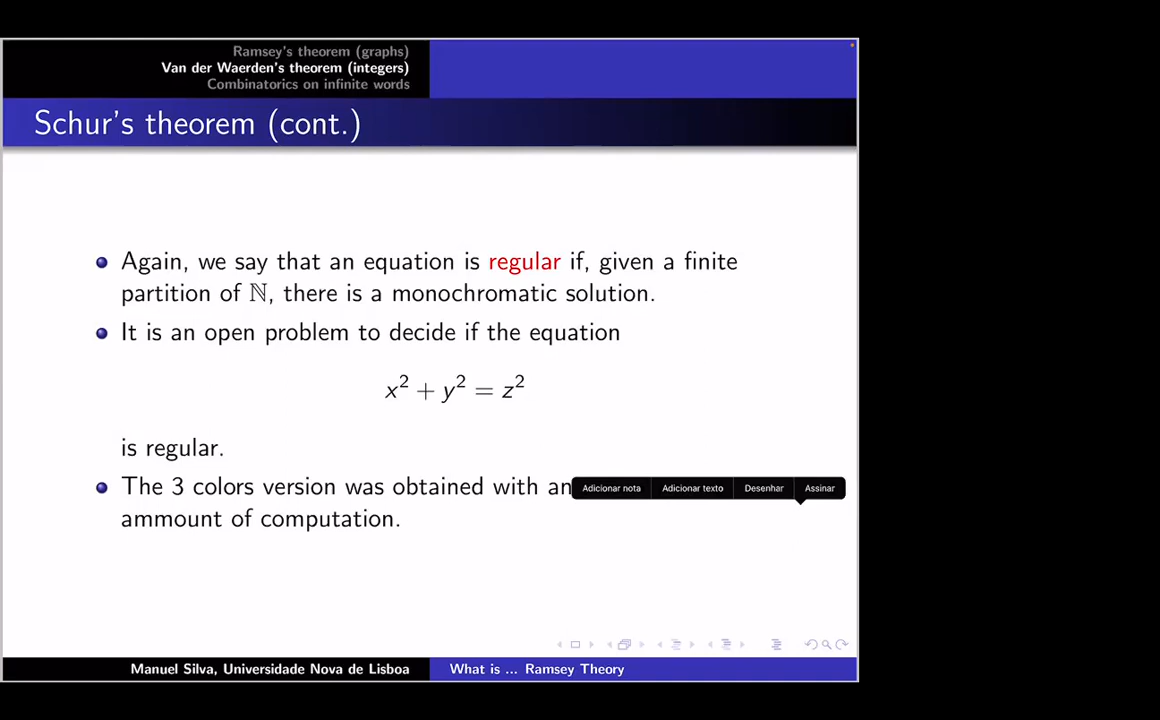 Ramsey's theorem (graphs)
Van der Waerden's theorem (integers)
Combinatorics on infinite words
Schur's theorem (cont.)
Again, we say that an equation is regular if, given a finite
partition of ℕ, there is a monochromatic solution.
It is an open problem to decide if the equation
x² + y² = z²
is regular.
The 3 colors version was obtained with an
Adicionar nota Adicionar texto Desenhar Assinar
ammount of computation.
Manuel Silva, Universidade Nova de Lisboa What is ... Ramsey Theory